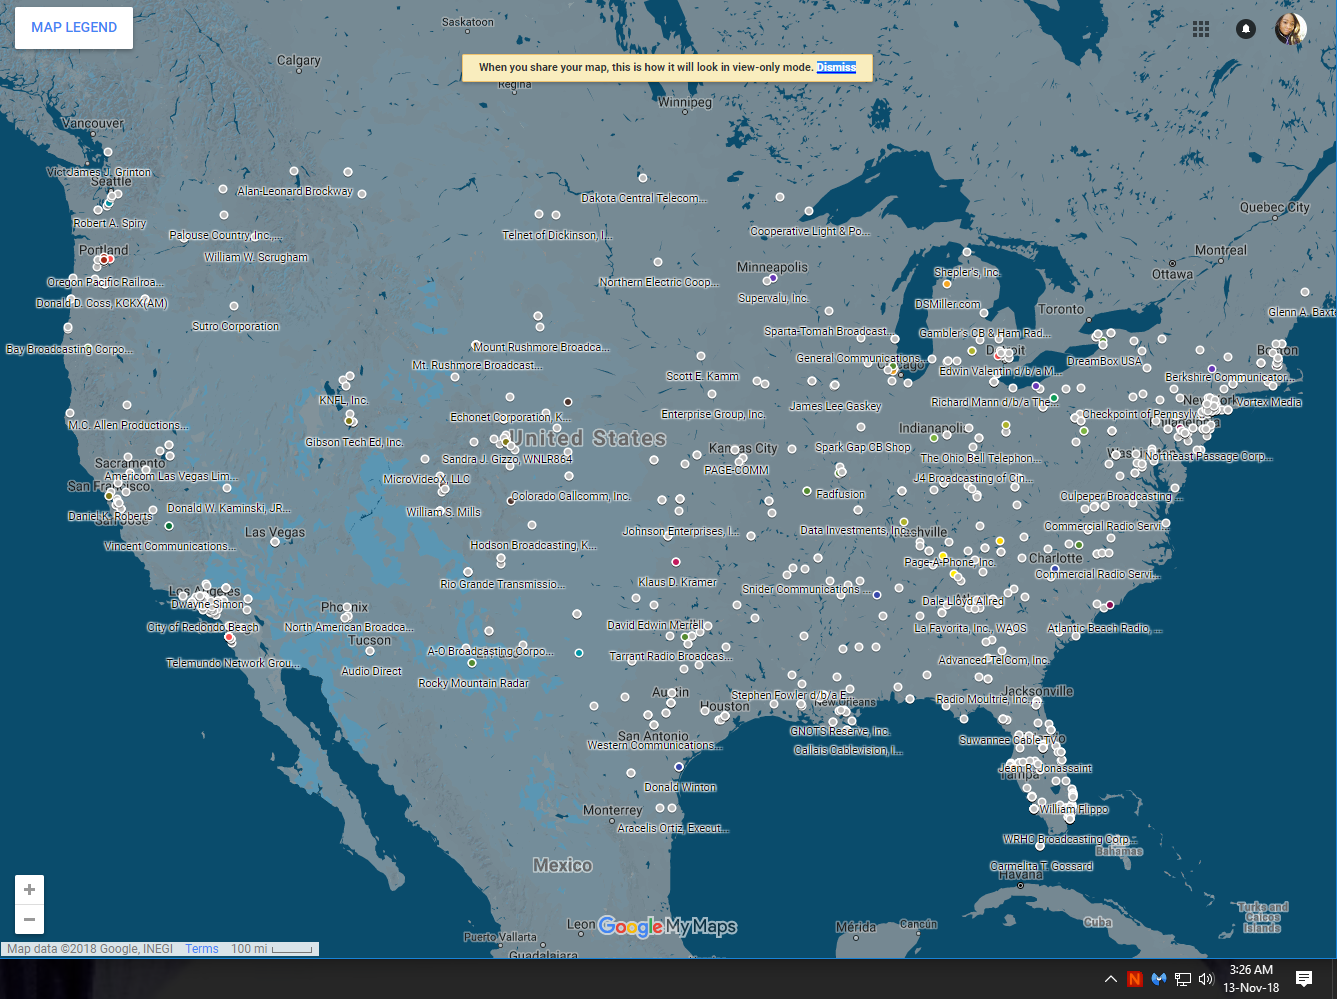 MAP LEGEND
Saskatoon
Calgary
When you share your map, this is how it will look in view-only mode. Dismiss
Regina
Winnipeg
Vancouver
James J. Grinton
Seattle
Alan-Leonard Brockway
Dakota Central Telecom...
Quebec City
Robert A. Spiry
Palouse Country, Inc.,...
Telnet of Dickinson, I...
Cooperative Light & Po...
Portland
William W. Scrugham
Montreal
Minneapolis
Shepler's, Inc.
Ottawa
Oregon Pacific Railroa...
Northern Electric Coop...
Donald D. Coss, KCKX(AM)
Supervalu, Inc.
DSMiller.com
Toronto
Glenn A. Baxt
Sutro Corporation
Sparta-Tomah Broadcast...
Gambler's CB & Ham Rad...
Bay Broadcasting Corpo...
Mount Rushmore Broadca...
Detroit
Boston
Mt. Rushmore Broadcast...
General Communications...
Chicago
DreamBox USA
Scott E. Kamm
Edwin Valentin d/b/a M...
Berkshire Communicator...
KNFL, Inc.
James Lee Gaskey
Richard Mann d/b/a The...
New York
Vortex Media
M.C. Allen Productions...
Echonet Corporation, K...
Enterprise Group, Inc.
Checkpoint of Pennsylv...
Philadelphia
Gibson Tech Ed, Inc.
United States
Indianapolis
Kansas City
Spark Gap CB Shop
Sacramento
Sandra J. Gizzo, WNLR864
PAGE-COMM
The Ohio Bell Telephon...
Northeast Passage Corp...
Americom Las Vegas Lim...
MicroVideoX, LLC
J4 Broadcasting of Cin...
San Francisco
Colorado Callcomm, Inc.
Fadfusion
Culpeper Broadcasting ...
Daniel K. Roberts
San Jose
Donald W. Kaminski, JR...
William S. Mills
Las Vegas
Johnson Enterprises, I...
Data Investments, Inc.
Nashville
Commercial Radio Servi...
Vincent Communications...
Hodson Broadcasting, K...
Page-A-Phone, Inc.
Charlotte
Rio Grande Transmissio...
Klaus D. Kramer
Snider Communications ...
Commercial Radio Servi...
Los Angeles
Dwayne Simon
Phoenix
Dale Lloyd Allred
City of Redondo Beach
North American Broadca...
David Edwin Merrell
La Favorita, Inc., WAOS
Atlantic Beach Radio, ...
Tucson
Telemundo Network Grou...
A-O Broadcasting Corpo...
Tarrant Radio Broadcas...
Advanced TelCom, Inc.
Audio Direct
Rocky Mountain Radar
Austin
Stephen Fowler d/b/a E...
Jacksonville
Houston
New Orleans
Radio Moultrie, Inc., ...
San Antonio
GNOTS Reserve, Inc.
Western Communications...
Callais Cablevision, I...
Suwannee Cable TV
Jean R. Jonassaint
Tampa
Donald Winton
Monterrey
William Flippo
Aracelis Ortiz, Execut...
WRHC Broadcasting Corp...
Bahamas
Mexico
Carmelita T. Gossard
Havana
Turks and
Caicos
Islands
Leon
Google My Maps
Cuba
Mérida
Cancún
Puerto Vallarta
Guadalajara
Map data ©2018 Google, INEGI Terms 100 mi
3:26 AM
13-Nov-18